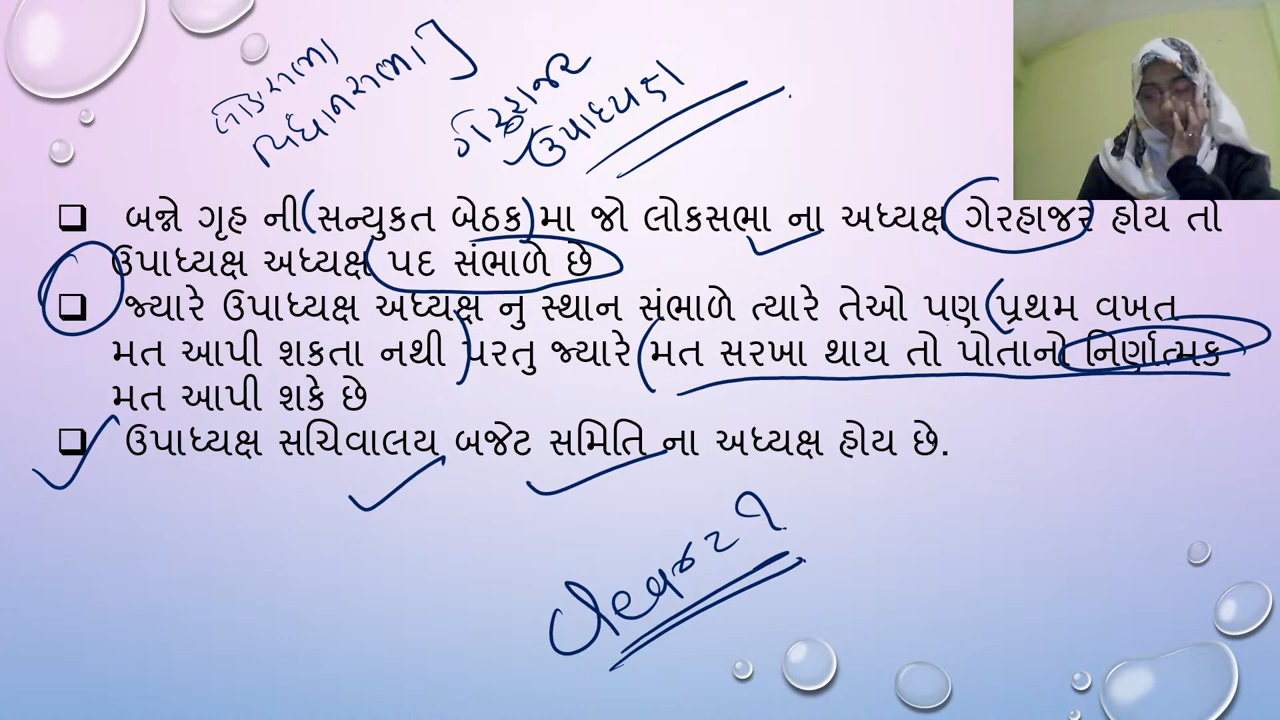 લોકસભા
વિધાનસભા
ગેરહાજર
ઉપાધ્યક્ષ
❑ બન્ને ગૃહ ની સન્યુકત બેઠક મા જો લોકસભા ના અધ્યક્ષ ગેરહાજર હોય તો
ઉપાધ્યક્ષ અધ્યક્ષ પદ સંભાળે છે
❑ જ્યારે ઉપાધ્યક્ષ અધ્યક્ષ નુ સ્થાન સંભાળે ત્યારે તેઓ પણ પ્રથમ વખત
મત આપી શકતા નથી પરતુ જ્યારે મત સરખા થાય તો પોતાનો નિર્ણાત્મક
મત આપી શકે છે
❑ ઉપાધ્યક્ષ સચિવાલય બજેટ સમિતિ ના અધ્યક્ષ હોય છે.